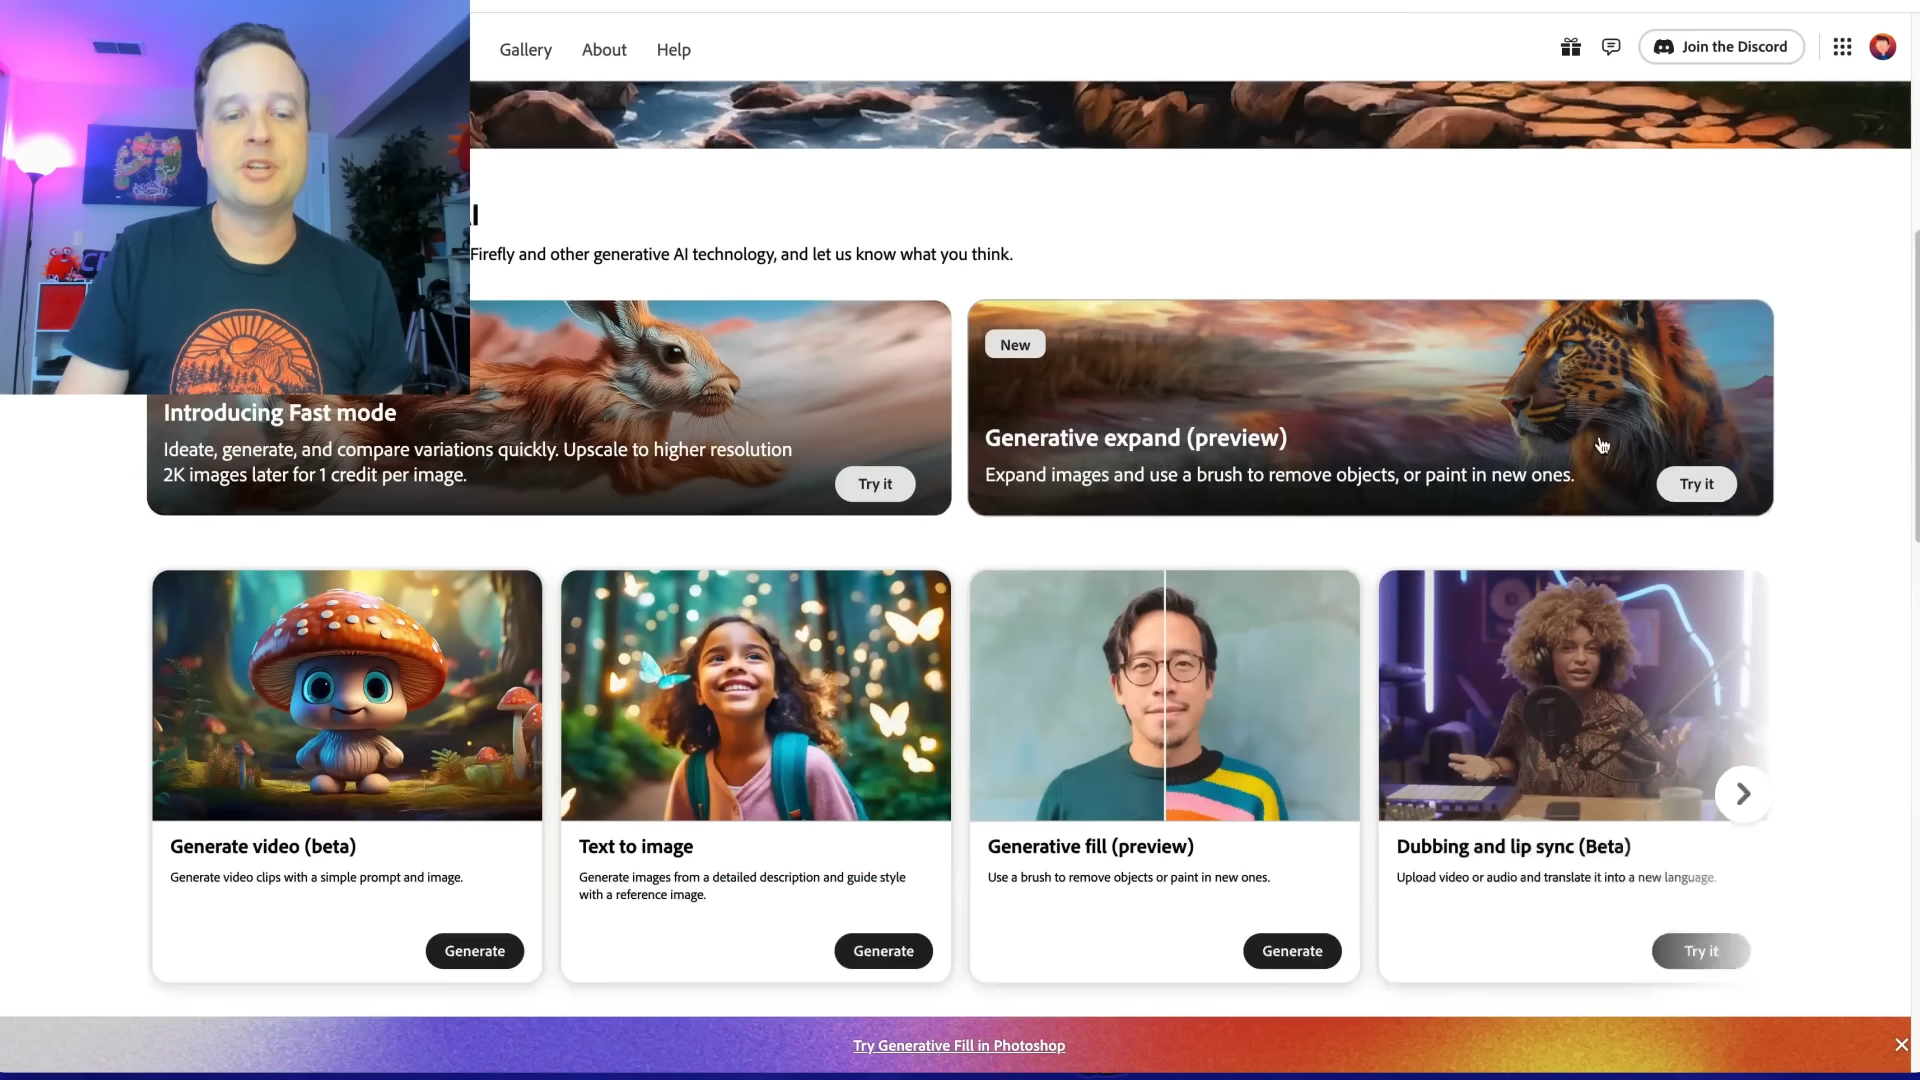 Gallery About Help
Join the Discord
Firefly and other generative AI technology, and let us know what you think.
Introducing Fast mode
Ideate, generate, and compare variations quickly. Upscale to higher resolution
2K images later for 1 credit per image.
Try it
New
Generative expand (preview)
Expand images and use a brush to remove objects, or paint in new ones.
Try it
Generate video (beta)
Generate video clips with a simple prompt and image.
Generate
Text to image
Generate images from a detailed description and guide style
with a reference image.
Generate
Generative fill (preview)
Use a brush to remove objects or paint in new ones.
Generate
Dubbing and lip sync (Beta)
Upload video or audio and translate it into a new language.
Try it
Try Generative Fill in Photoshop